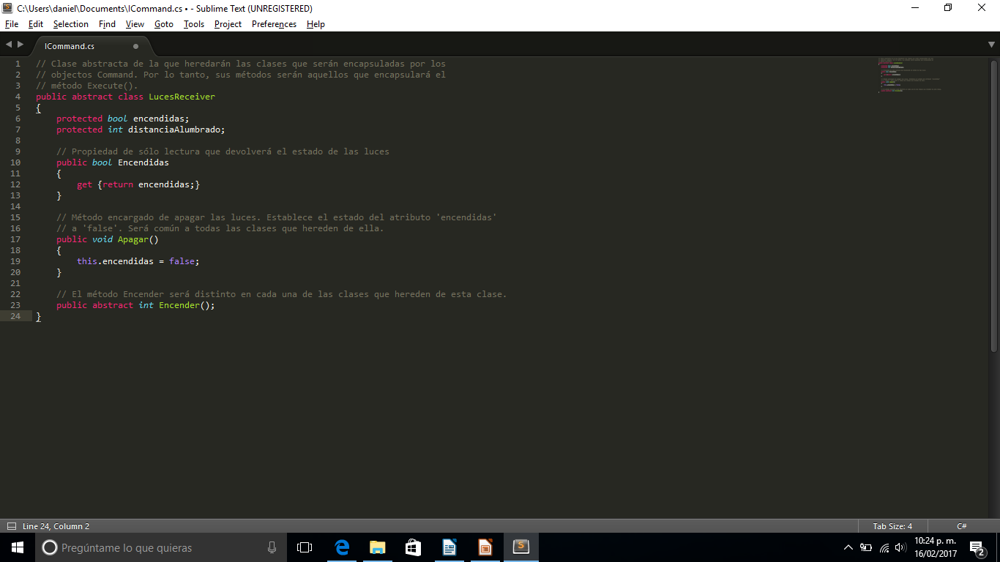 C:\Users\daniel\Documents\ICommand.cs • - Sublime Text (UNREGISTERED)
File Edit Selection Find View Goto Tools Project Preferences Help
ICommand.cs
1 // Clase abstracta de la que heredarán las clases que serán encapsuladas por los
2 // objectos Command. Por lo tanto, sus métodos serán aquellos que encapsulará el
3 // método Execute().
4 public abstract class LucesReceiver
5 {
6 protected bool encendidas;
7 protected int distanciaAlumbrado;
8
9 // Propiedad de sólo lectura que devolverá el estado de las luces
10 public bool Encendidas
11 {
12 get {return encendidas;}
13 }
14
15 // Método encargado de apagar las luces. Establece el estado del atributo 'encendidas'
16 // a 'false'. Será común a todas las clases que hereden de ella.
17 public void Apagar()
18 {
19 this.encendidas = false;
20 }
21
22 // El método Encender será distinto en cada una de las clases que hereden de esta clase.
23 public abstract int Encender();
24 }
Line 24, Column 2 Tab Size: 4 C#
Pregúntame lo que quieras
10:24 p. m.
16/02/2017
2